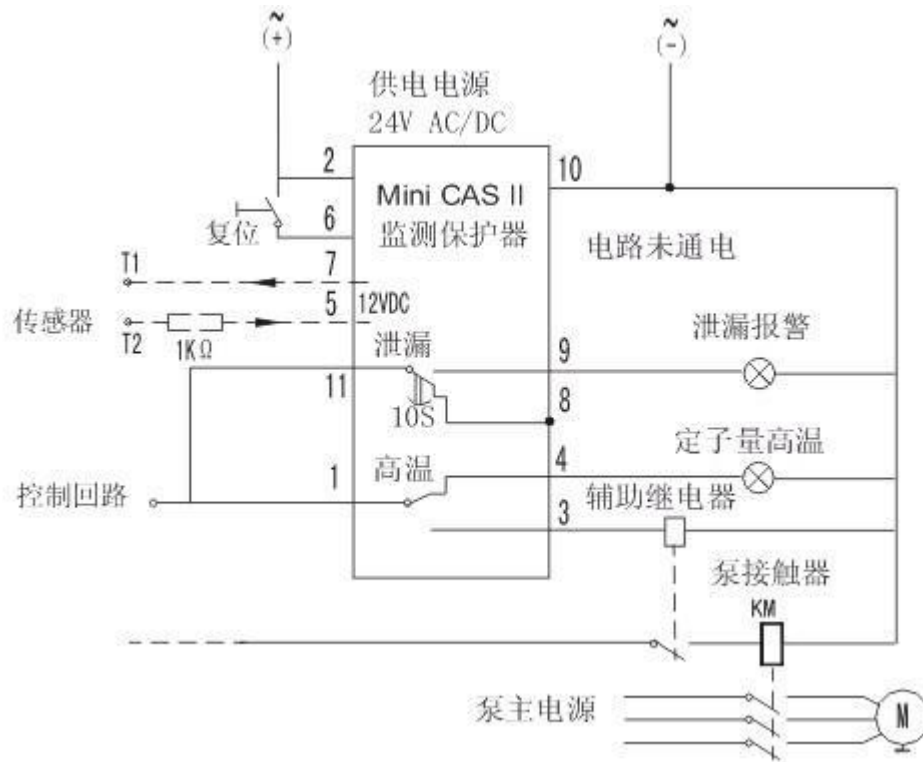 ~ ~
(+) (-)
供电电源
24V AC/DC
2 10
Mini CAS II
6
复位
监测保护器
电路未通电
T1 7
5 12VDC
传感器
T2
1KΩ
泄漏报警
泄漏 9
11
10S 8
定子量高温
高温
1 4
控制回路
辅助继电器
3
泵接触器
KM
泵主电源
M